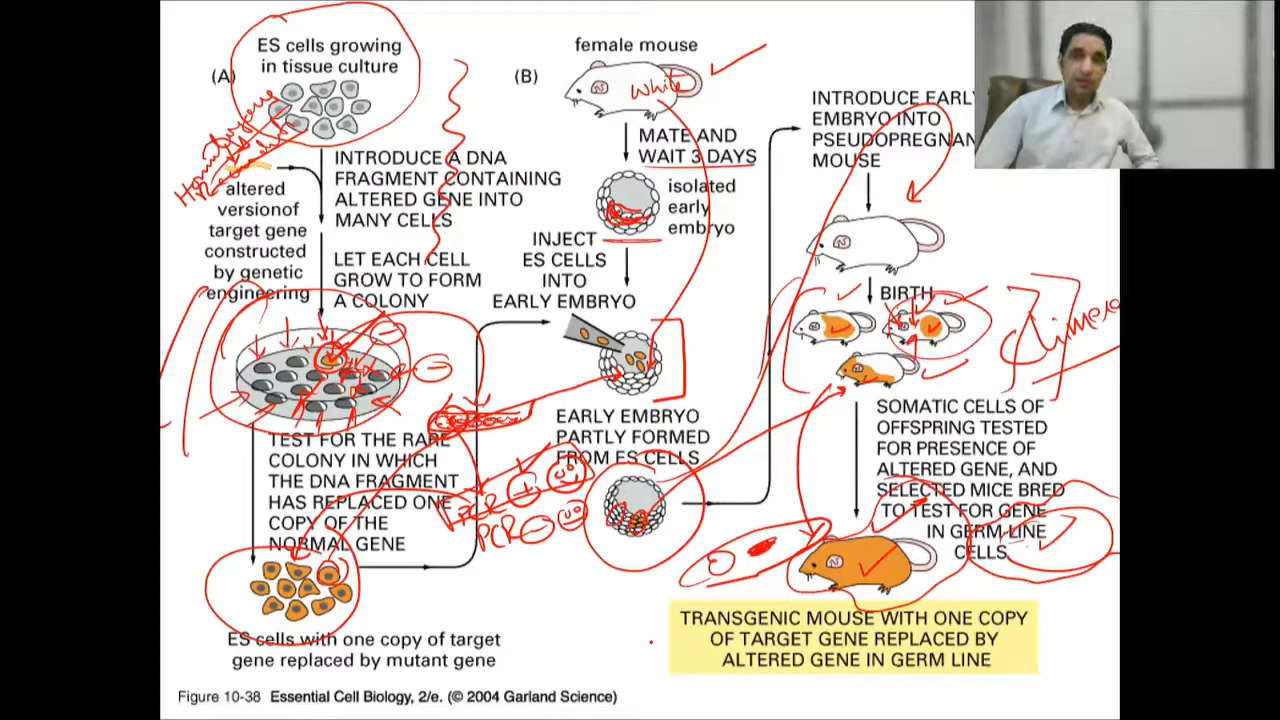 ES cells growing
in tissue culture
(A)
altered
versionof
target gene
constructed
by genetic
engineering
INTRODUCE A DNA
FRAGMENT CONTAINING
ALTERED GENE INTO
MANY CELLS
LET EACH CELL
GROW TO FORM
A COLONY
TEST FOR THE RARE
COLONY IN WHICH
THE DNA FRAGMENT
HAS REPLACED ONE
COPY OF THE
NORMAL GENE
ES cells with one copy of target
gene replaced by mutant gene
(B)
female mouse
White
MATE AND
WAIT 3 DAYS
isolated
early
embryo
INJECT
ES CELLS
INTO
EARLY EMBRYO
EARLY EMBRYO
PARTLY FORMED
FROM ES CELLS
PCR +
PCR -
INTRODUCE EARL
EMBRYO INTO
PSEUDOPREGNAN
MOUSE
BIRTH
Chimera
SOMATIC CELLS OF
OFFSPRING TESTED
FOR PRESENCE OF
ALTERED GENE, AND
SELECTED MICE BRED
TO TEST FOR GENE
IN GERM-LINE
CELLS
TRANSGENIC MOUSE WITH ONE COPY
OF TARGET GENE REPLACED BY
ALTERED GENE IN GERM LINE
Figure 10-38 Essential Cell Biology, 2/e. (© 2004 Garland Science)